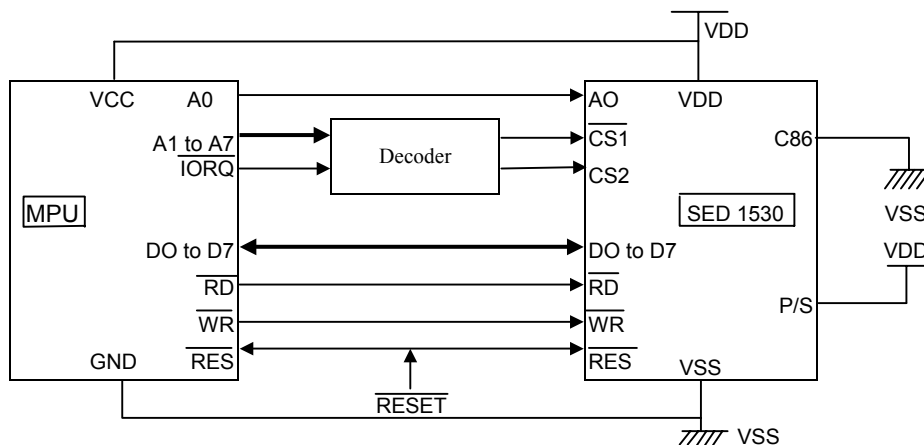 VDD
VCC A0 AO VDD
A1 to A7 Decoder CS1 C86
IORQ CS2
MPU SED 1530 VSS
DO to D7 DO to D7 VDD
RD RD
P/S
WR WR
GND RES RES VSS
RESET
VSS